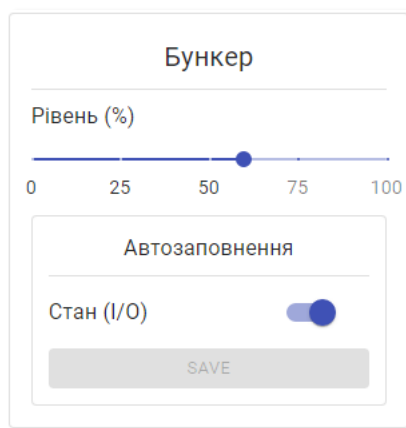 Бункер
Рівень (%)
0 25 50 75 100
Автозаповнення
Стан (I/O)
SAVE